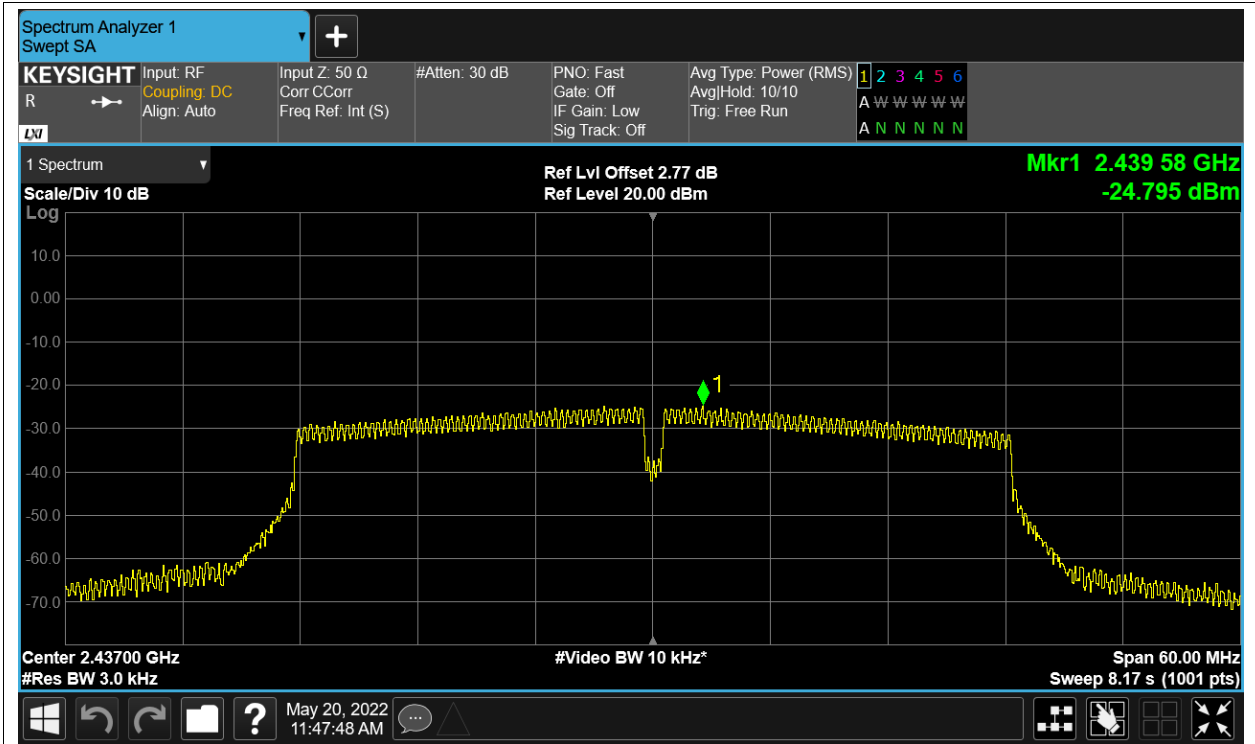 Spectrum Analyzer 1
Swept SA
KEYSIGHT
R
LXI
Input: RF
Coupling: DC
Align: Auto
Input Z: 50 Ω
Corr CCorr
Freq Ref: Int (S)
#Atten: 30 dB
PNO: Fast
Gate: Off
IF Gain: Low
Sig Track: Off
Avg Type: Power (RMS)
Avg|Hold: 10/10
Trig: Free Run
1 2 3 4 5 6
A W W W W W
A N N N N N
1 Spectrum
Scale/Div 10 dB
Log
Ref Lvl Offset 2.77 dB
Ref Level 20.00 dBm
Mkr1 2.439 58 GHz
-24.795 dBm
10.0
0.00
-10.0
-20.0
1
-30.0
-40.0
-50.0
-60.0
-70.0
Center 2.43700 GHz
#Video BW 10 kHz*
Span 60.00 MHz
#Res BW 3.0 kHz
Sweep 8.17 s (1001 pts)
?
May 20, 2022
11:47:48 AM